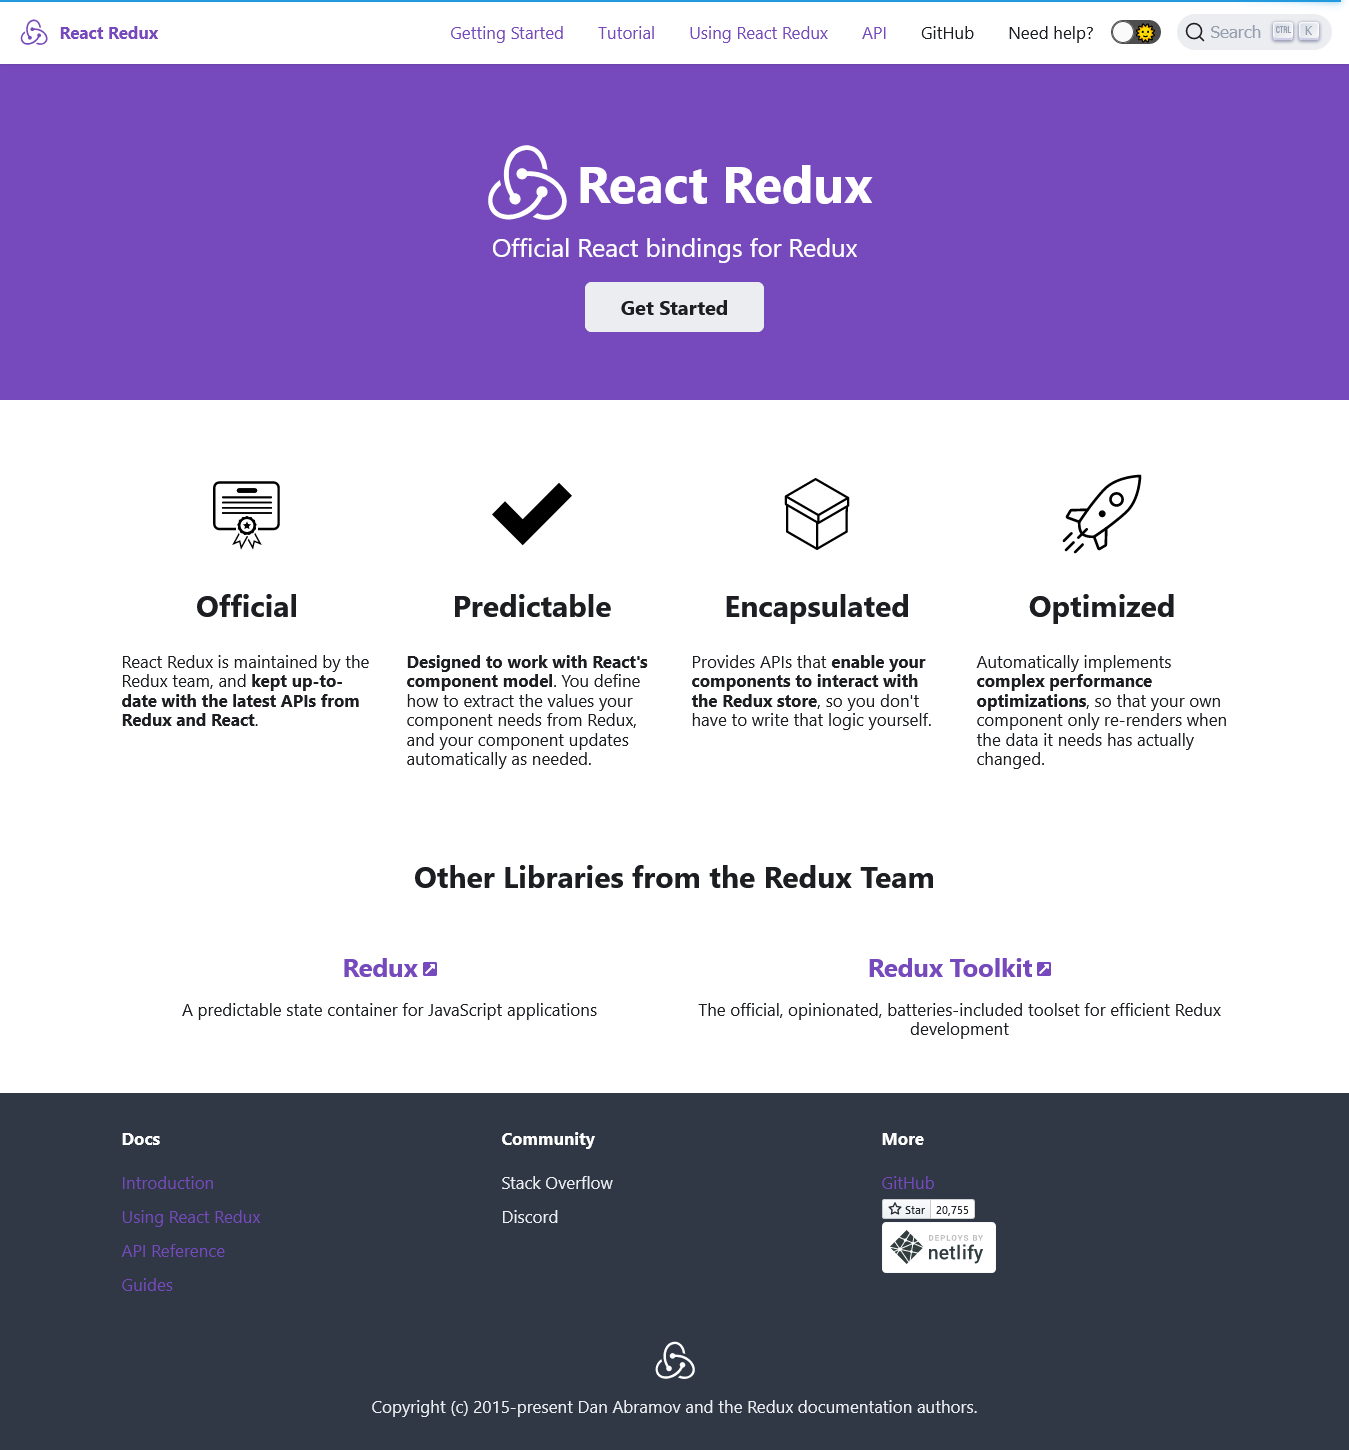 React Redux
Getting Started
Tutorial
Using React Redux
API
GitHub
Need help?
Search
CTRL
K
React Redux
Official React bindings for Redux
Get Started
Official
React Redux is maintained by the
Redux team, and kept up-to-
date with the latest APIs from
Redux and React.
Predictable
Designed to work with React's
component model. You define
how to extract the values your
component needs from Redux,
and your component updates
automatically as needed.
Encapsulated
Provides APIs that enable your
components to interact with
the Redux store, so you don't
have to write that logic yourself.
Optimized
Automatically implements
complex performance
optimizations, so that your own
component only re-renders when
the data it needs has actually
changed.
Other Libraries from the Redux Team
Redux
A predictable state container for JavaScript applications
Redux Toolkit
The official, opinionated, batteries-included toolset for efficient Redux
development
Docs
Introduction
Using React Redux
API Reference
Guides
Community
Stack Overflow
Discord
More
GitHub
Star 20,755
DEPLOYS BY
netlify
Copyright (c) 2015-present Dan Abramov and the Redux documentation authors.